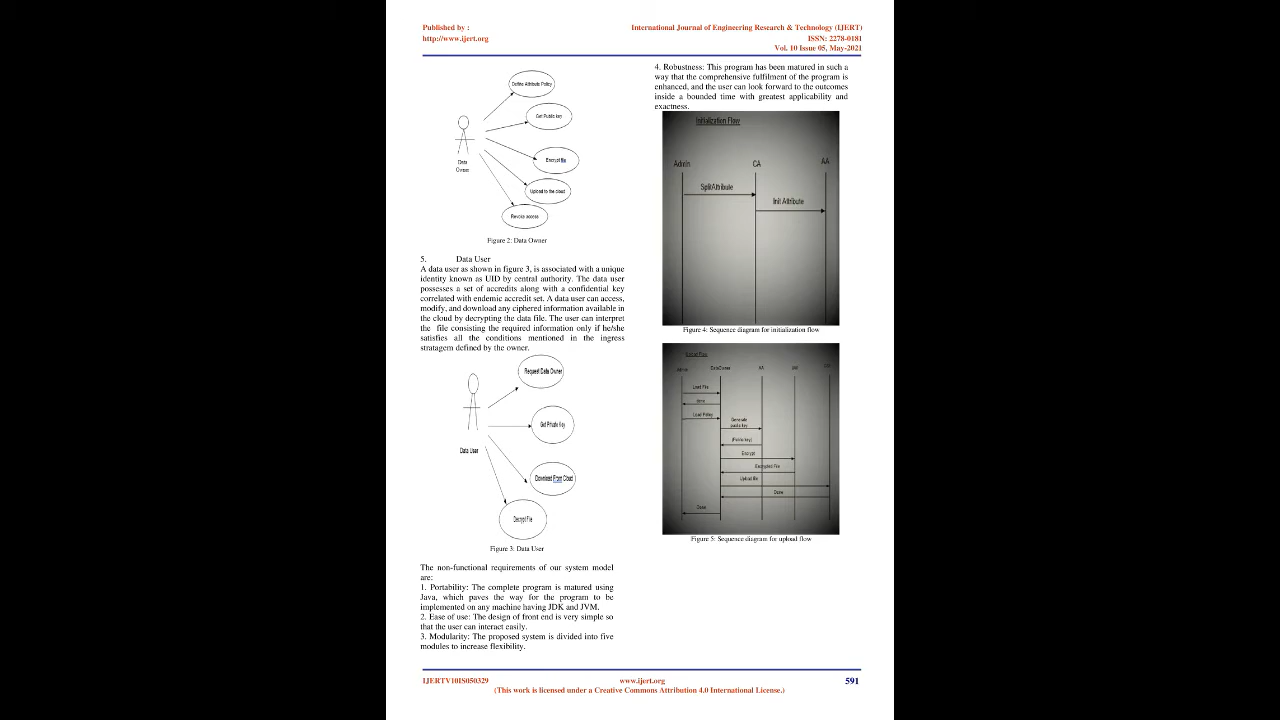 Published by :
http://www.ijert.org
International Journal of Engineering Research & Technology (IJERT)
ISSN: 2278-0181
Vol. 10 Issue 05, May-2021
Define Attribute Policy
Get Public key
Encrypt file
Upload to the cloud
Revoke access
Data
Owner
Figure 2: Data Owner
5. Data User
A data user as shown in figure 3, is associated with a unique
identity known as UID by central authority. The data user
possesses a set of accredits along with a confidential key
correlated with endemic accredit set. A data user can access,
modify, and download any ciphered information available in
the cloud by decrypting the data file. The user can interpret
the file consisting the required information only if he/she
satisfies all the conditions mentioned in the ingress
stratagem defined by the owner.
Request Data Owner
Get Private Key
Data User
Download From Cloud
Decrypt File
Figure 3: Data User
The non-functional requirements of our system model
are:
1. Portability: The complete program is matured using
Java, which paves the way for the program to be
implemented on any machine having JDK and JVM.
2. Ease of use: The design of front end is very simple so
that the user can interact easily.
3. Modularity: The proposed system is divided into five
modules to increase flexibility.
4. Robustness: This program has been matured in such a
way that the comprehensive fulfilment of the program is
enhanced, and the user can look forward to the outcomes
inside a bounded time with greatest applicability and
exactness.
Initialization Flow
Admin CA AA
SplitAttribute
Init Attribute
Figure 4: Sequence diagram for initialization flow
Upload Flow
Admin DataOwner AA
Load File
Load Policy
Generate
public key
(Public key)
Encrypt
Encrypted File
Upload file
Done
Done
Figure 5: Sequence diagram for upload flow
IJERTV10IS050329
www.ijert.org
591
(This work is licensed under a Creative Commons Attribution 4.0 International License.)